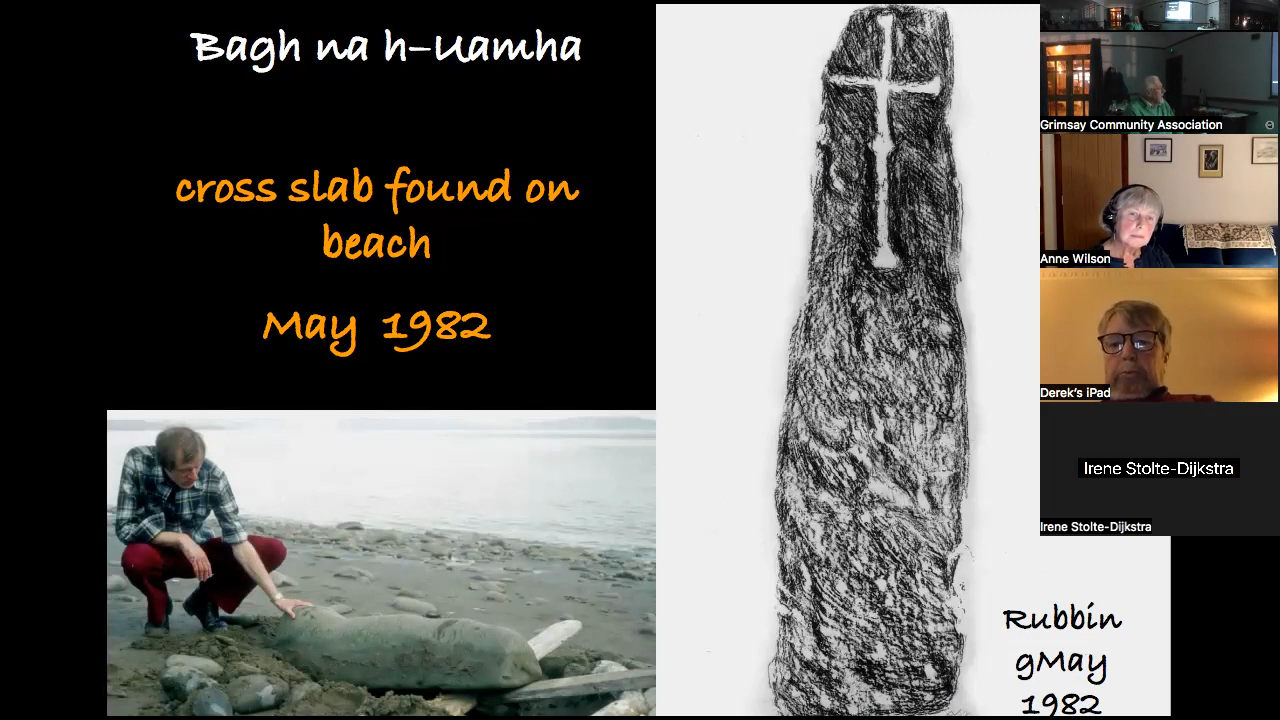 Bagh na h-Uamha
cross slab found on
beach
May 1982
Rubbin
gMay
1982
Grimsay Community Association
Anne Wilson
Derek's iPad
Irene Stolte-Dijkstra
Irene Stolte-Dijkstra